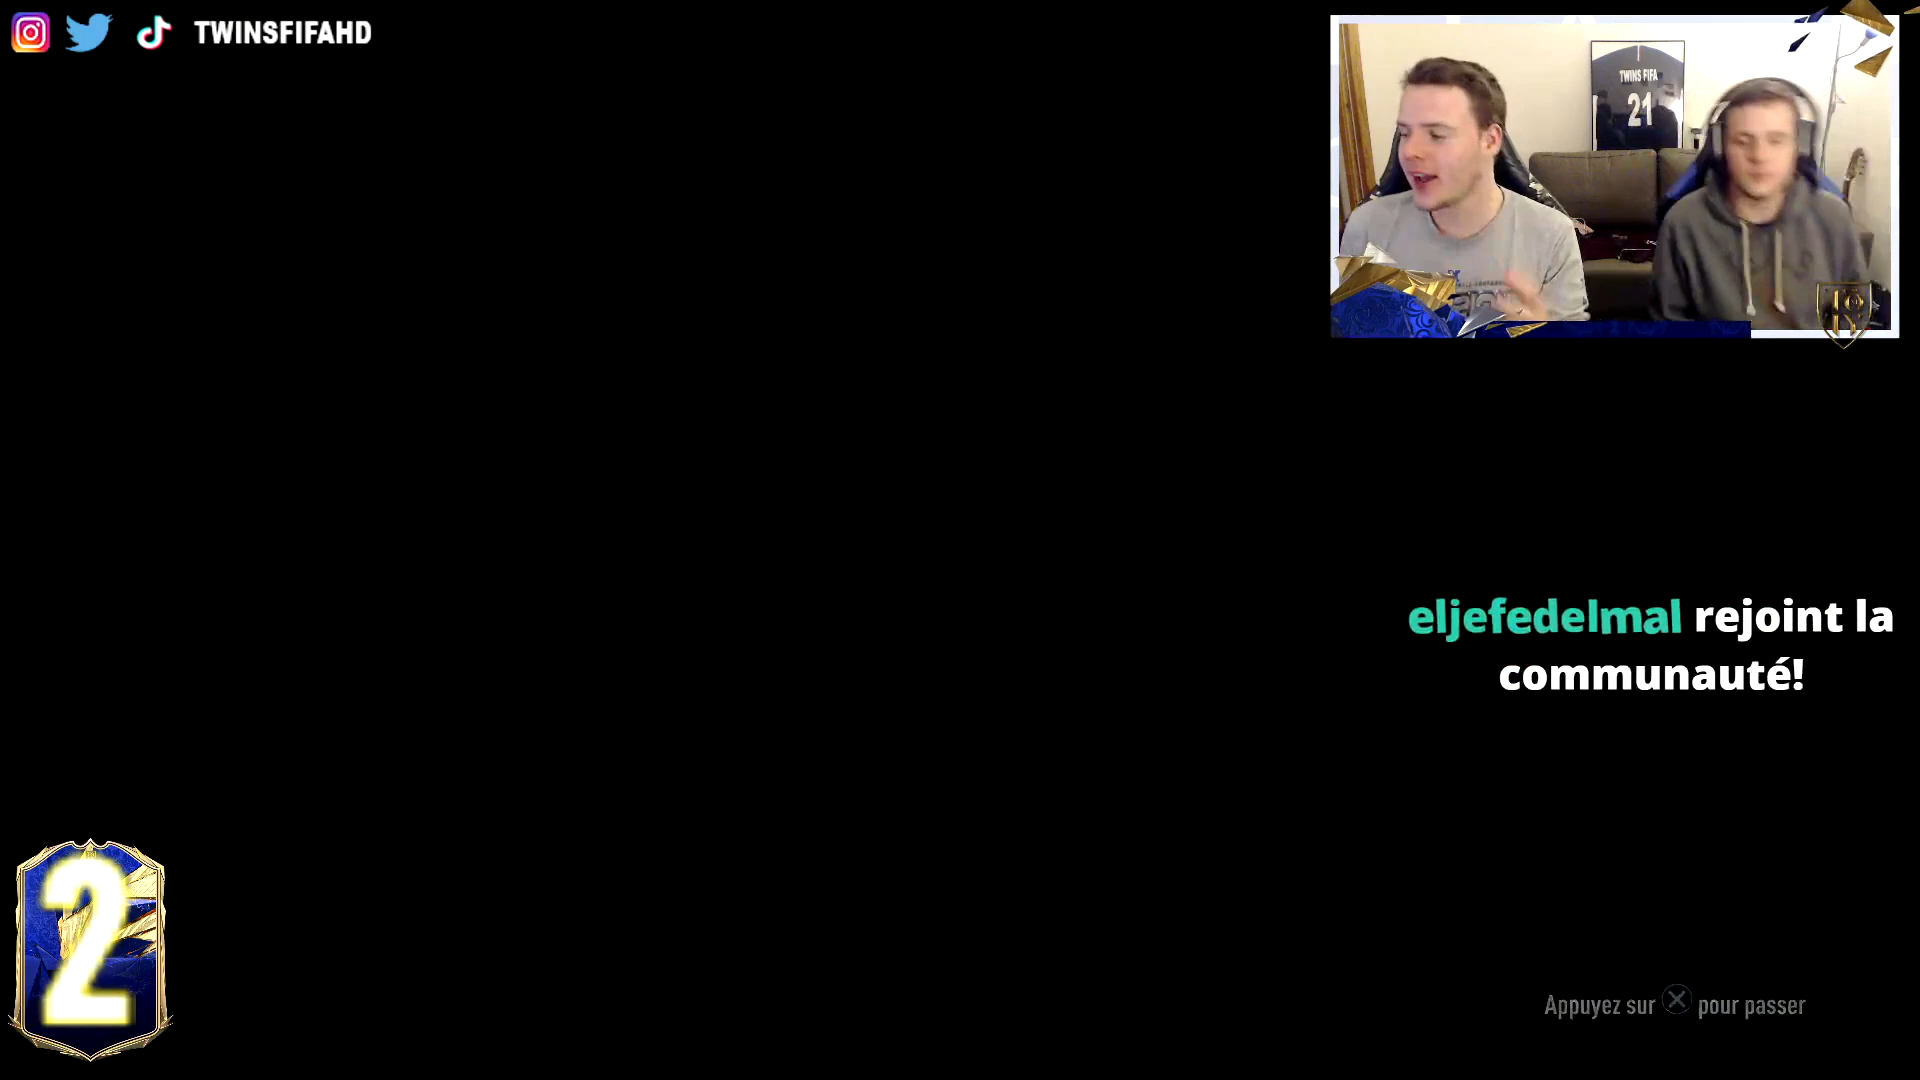 TWINSFIFAHD
TWINS FIFA
21
eljefedelmal rejoint la
communauté!
2
Appuyez sur pour passer